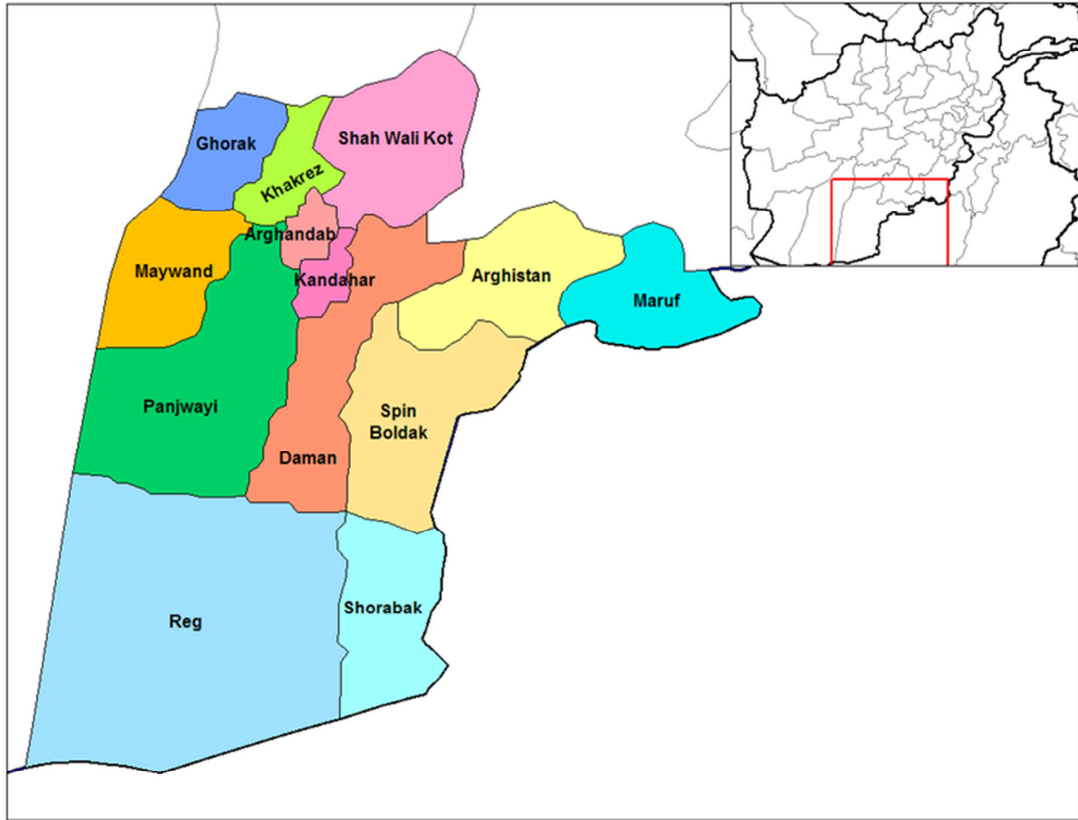 Shah Wali Kot
Ghorak
Khakrez
Arghandab
Maywand
Kandahar
Arghistan
Maruf
Panjwayi
Spin
Boldak
Daman
Shorabak
Reg